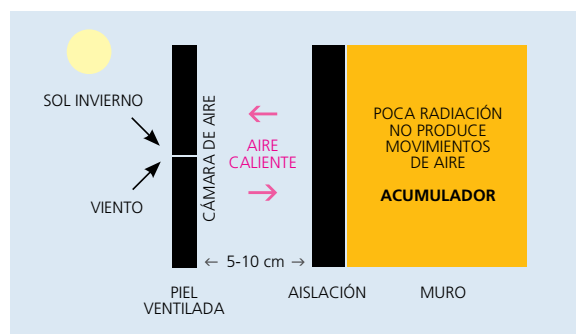 SOL INVIERNO
VIENTO
CÁMARA DE AIRE
AIRE
CALIENTE
← 5-10 cm →
POCA RADIACIÓN
NO PRODUCE
MOVIMIENTOS
DE AIRE
ACUMULADOR
PIEL
VENTILADA
AISLACIÓN
MURO